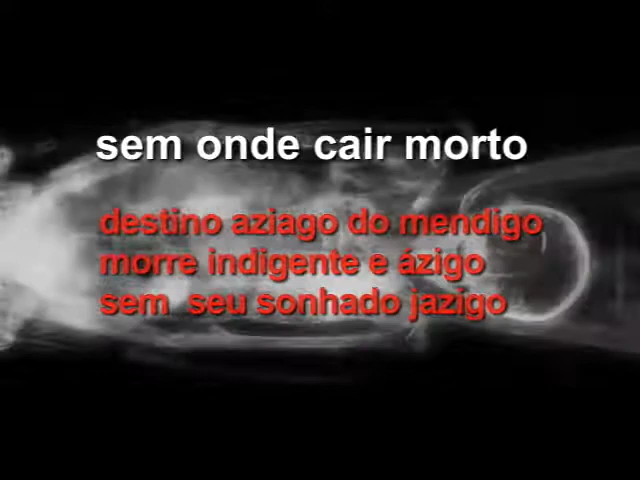 sem onde cair morto
destino aziago do mendigo
morre indigente e ázigo
sem seu sonhado jazigo